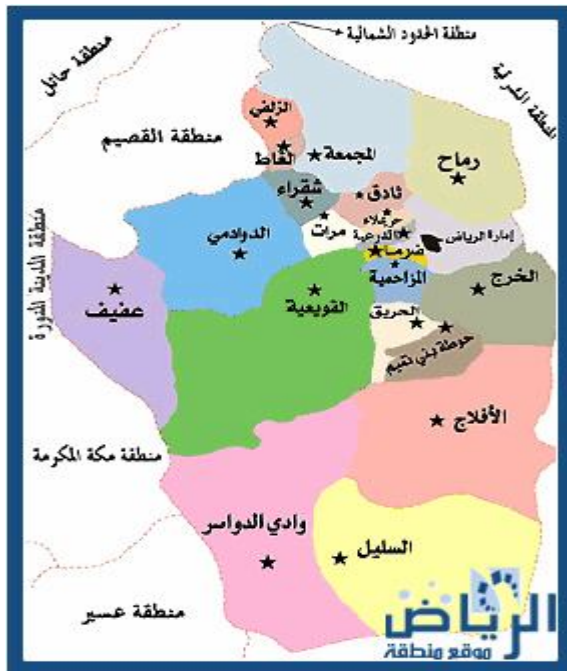 منطقة الحدود الشمالية
منطقة حائل
المنطقة الشرقية
الزلفي
منطقة القصيم
الغاط
المجمعة
رماح
شقراء
ثادق
حريملاء
مرات
الدرعية
إمارة الرياض
الدوادمي
ضرما
منطقة المدينة المنورة
المزاحمية
الخرج
عفيف
القويعية
الحريق
حوطة بني تميم
الأفلاج
منطقة مكة المكرمة
وادي الدواسر
السليل
منطقة عسير
الرياض
موقع منطقة